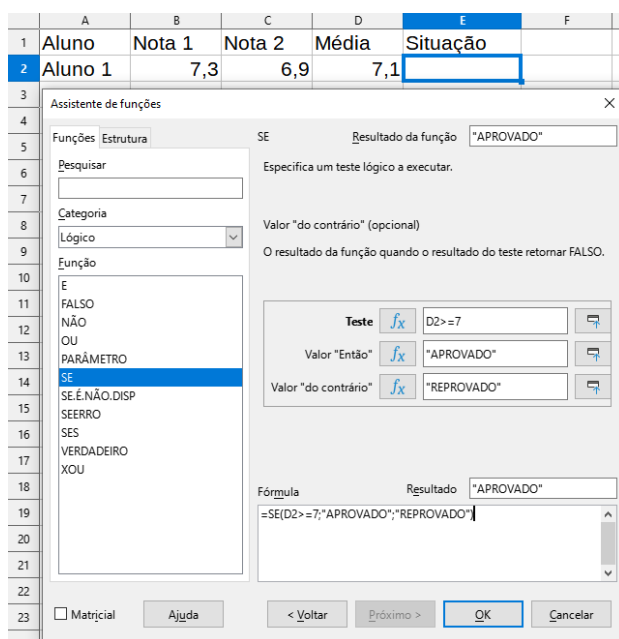 A B C D E F
1 Aluno Nota 1 Nota 2 Média Situação
2 Aluno 1 7,3 6,9 7,1
3
Assistente de funções
4
5
6
7
8
9
10
11
12
13
14
15
16
17
18
19
20
21
22
23
Funções Estrutura
Pesquisar
Categoria
Lógico
Função
E
FALSO
NÃO
OU
PARÂMETRO
SE
SE.É.NÃO.DISP
SEERRO
SES
VERDADEIRO
XOU
SE Resultado da função "APROVADO"
Especifica um teste lógico a executar.
Valor "do contrário" (opcional)
O resultado da função quando o resultado do teste retornar FALSO.
Teste fx D2>=7
Valor "Então" fx "APROVADO"
Valor "do contrário" fx "REPROVADO"
Fórmula Resultado "APROVADO"
=SE(D2>=7;"APROVADO";"REPROVADO")
Matricial Ajuda < Voltar Próximo > OK Cancelar